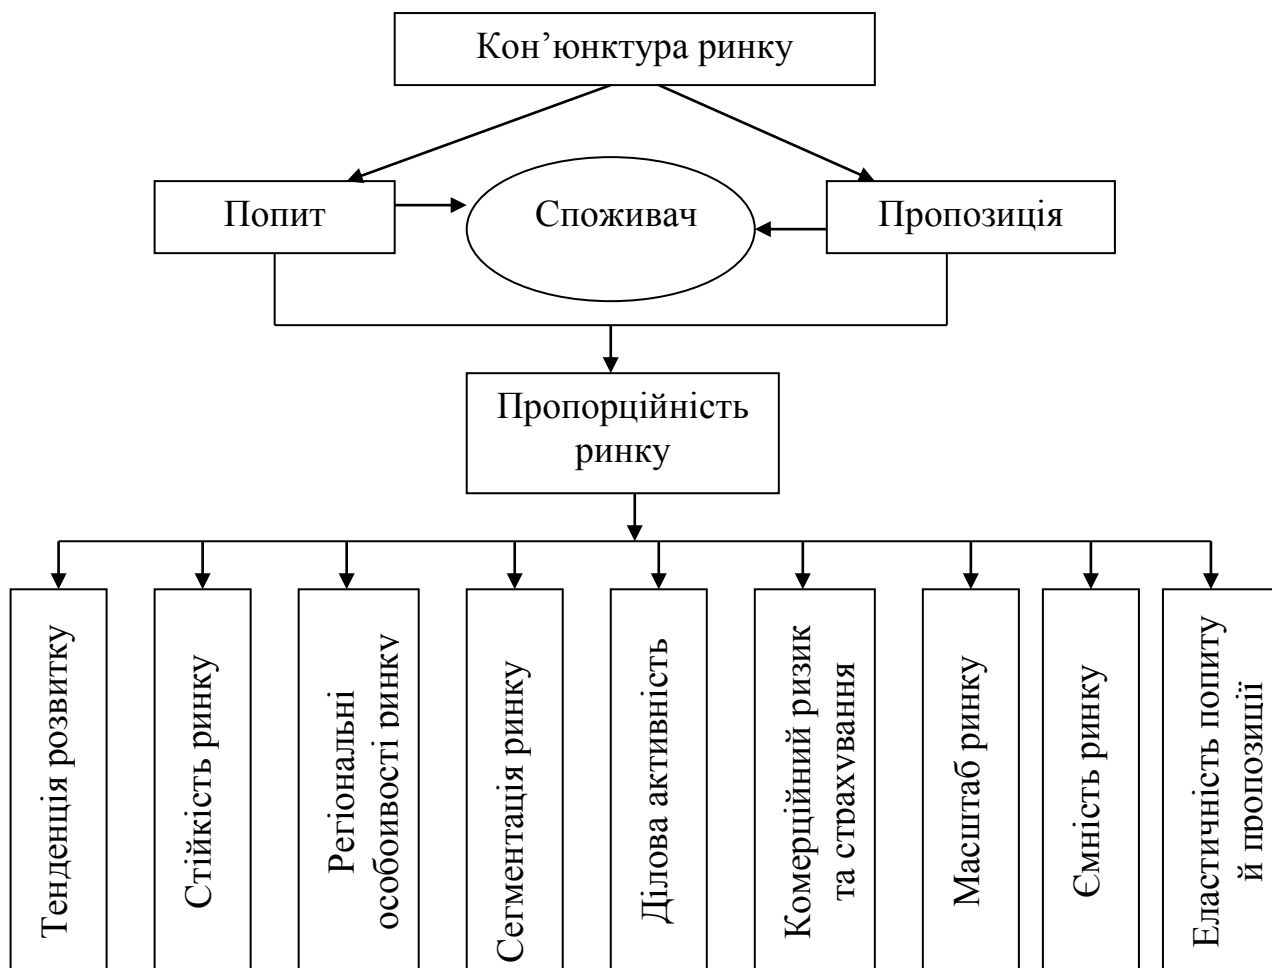 Кон’юнктура ринку
Попит
Споживач
Пропозиція
Пропорційність
ринку
Тенденція розвитку
Стійкість ринку
Регіональні
особовості ринку
Сегментація ринку
Ділова активність
Комерційний ризик
та страхування
Масштаб ринку
Ємність ринку
Еластичність попиту
й пропозиції